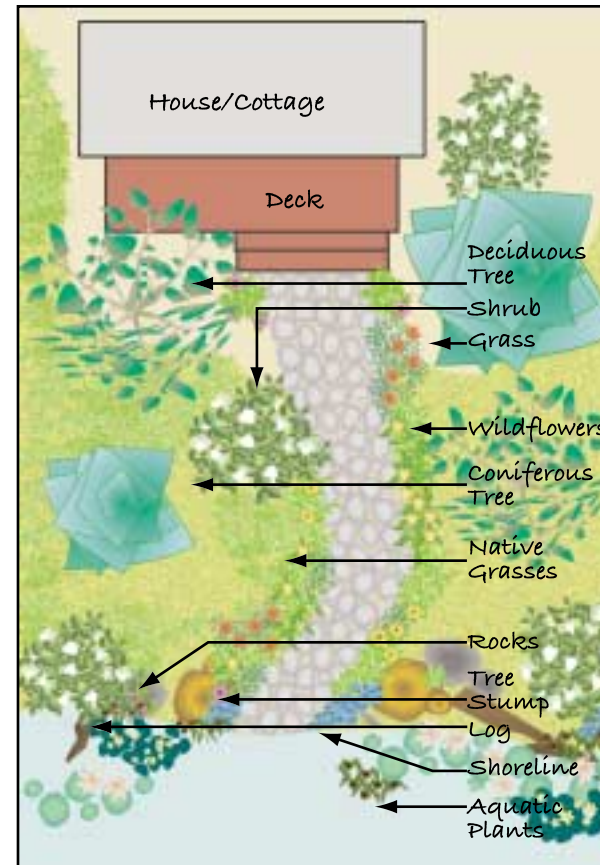 House/Cottage
Deck
Deciduous
Tree
Shrub
Grass
Wildflowers
Coniferous
Tree
Native
Grasses
Rocks
Tree
Stump
Log
Shoreline
Aquatic
Plants